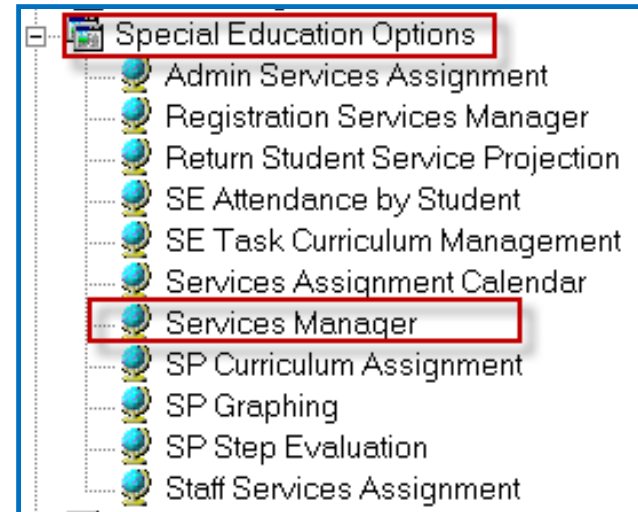 Special Education Options
Admin Services Assignment
Registration Services Manager
Return Student Service Projection
SE Attendance by Student
SE Task Curriculum Management
Services Assignment Calendar
Services Manager
SP Curriculum Assignment
SP Graphing
SP Step Evaluation
Staff Services Assignment